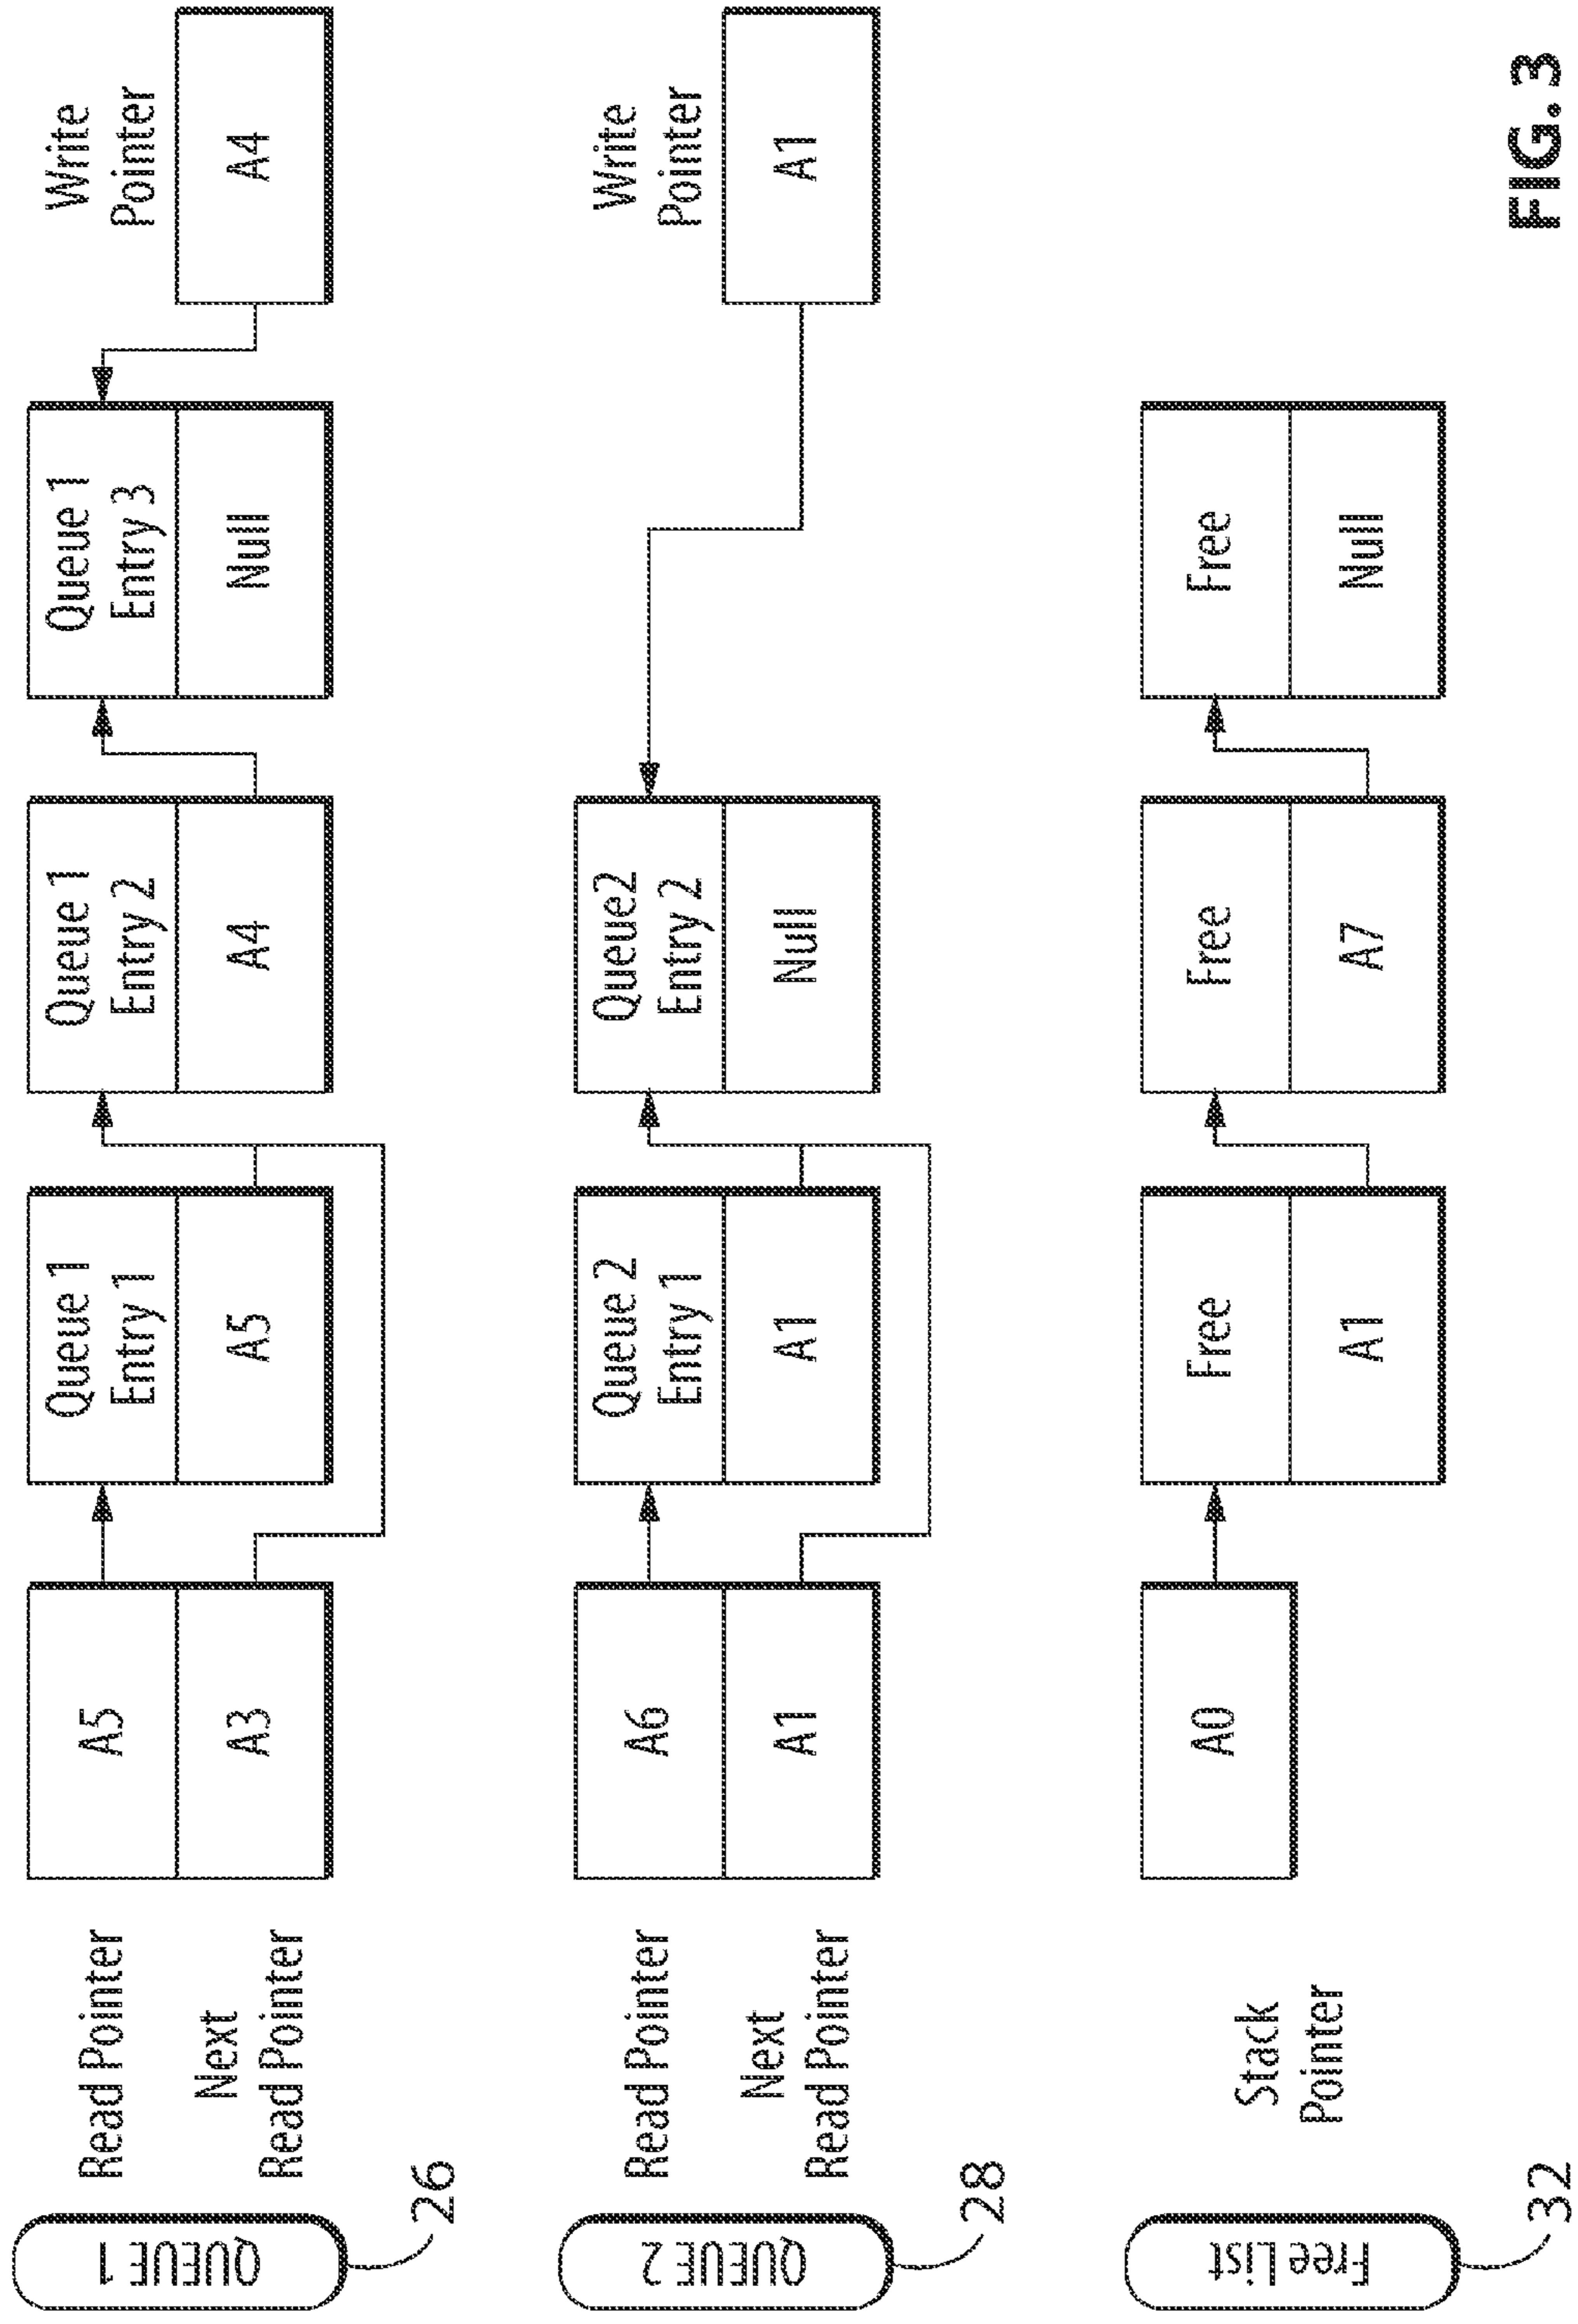 QUEUE 1
26
Read Pointer
Next
Read Pointer
A5
A3
Queue 1
Entry 1
A5
Queue 1
Entry 2
A4
Queue 1
Entry 3
Null
Write
Pointer
A4
QUEUE 2
28
Read Pointer
Next
Read Pointer
A6
A1
Queue 2
Entry 1
A1
Queue2
Entry 2
Null
Write
Pointer
A1
Free List
32
Stack
Pointer
A0
Free
A1
Free
A7
Free
Null
FIG. 3